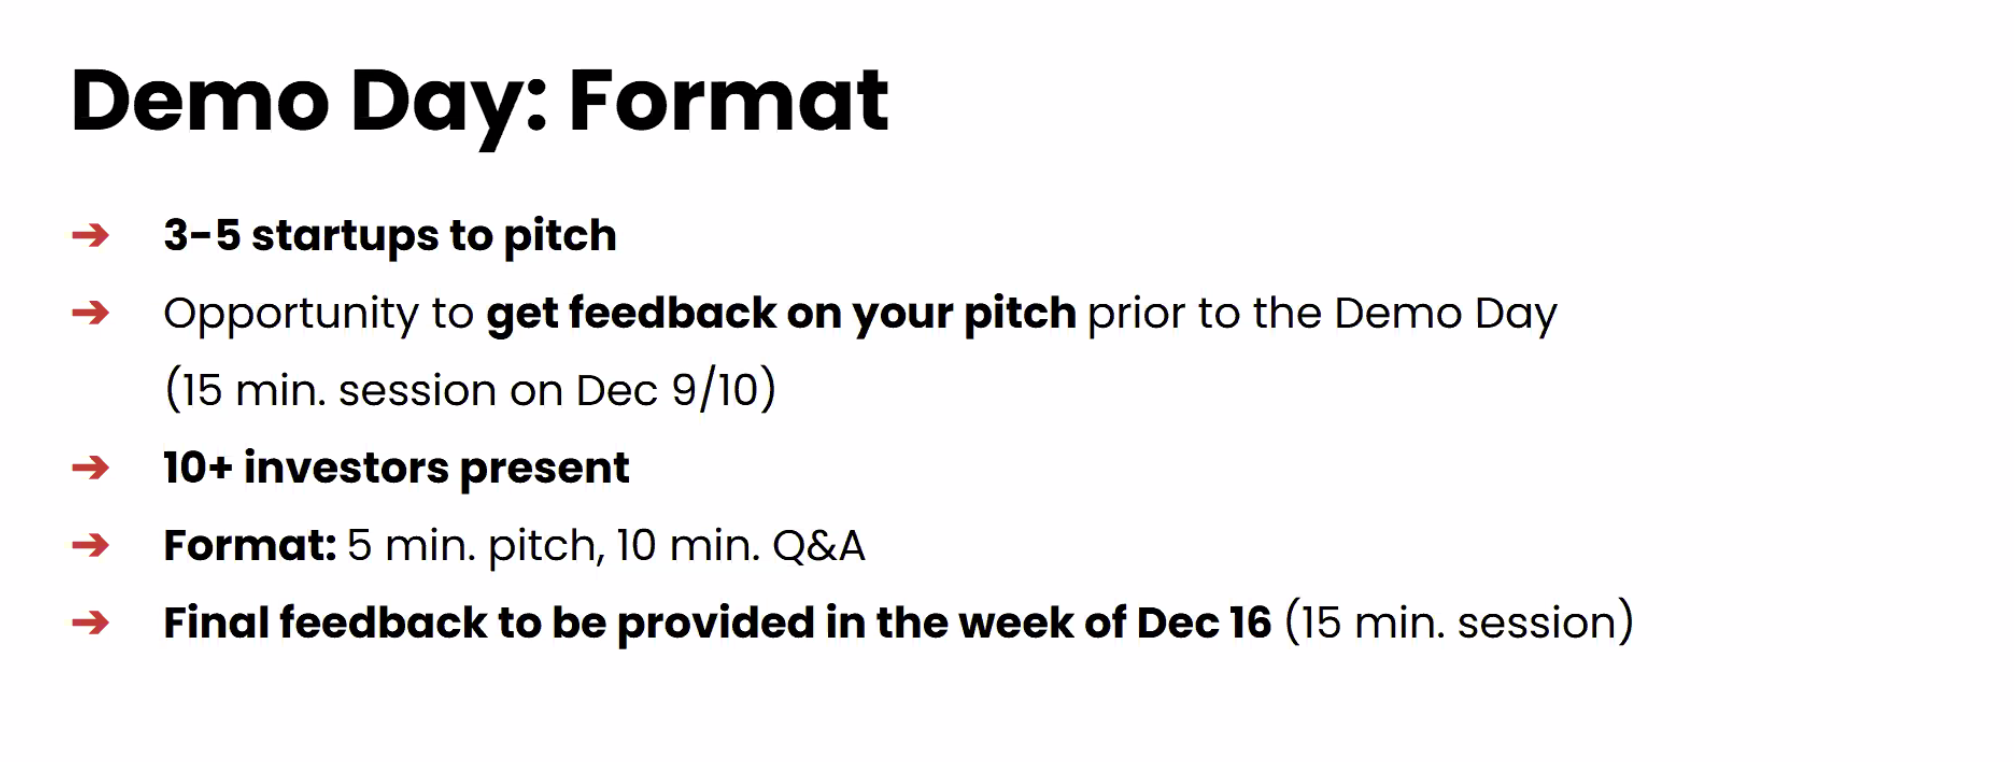 Demo Day: Format
➔ 3-5 startups to pitch
➔ Opportunity to get feedback on your pitch prior to the Demo Day
(15 min. session on Dec 9/10)
➔ 10+ investors present
➔ Format: 5 min. pitch, 10 min. Q&A
➔ Final feedback to be provided in the week of Dec 16 (15 min. session)